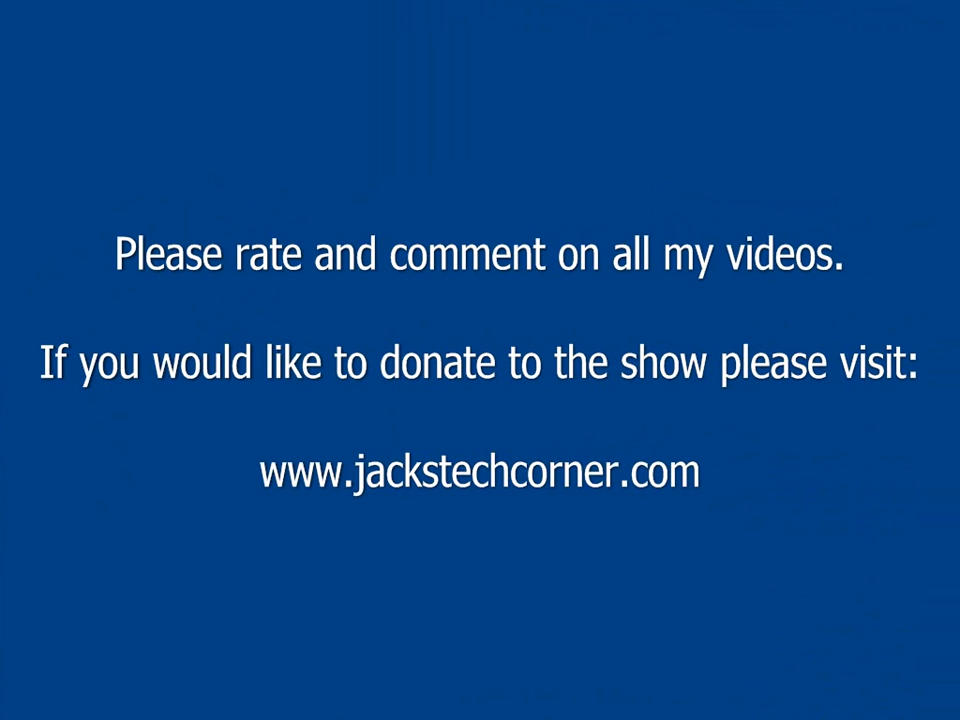 Please rate and comment on all my videos.
If you would like to donate to the show please visit:
www.jackstechcorner.com